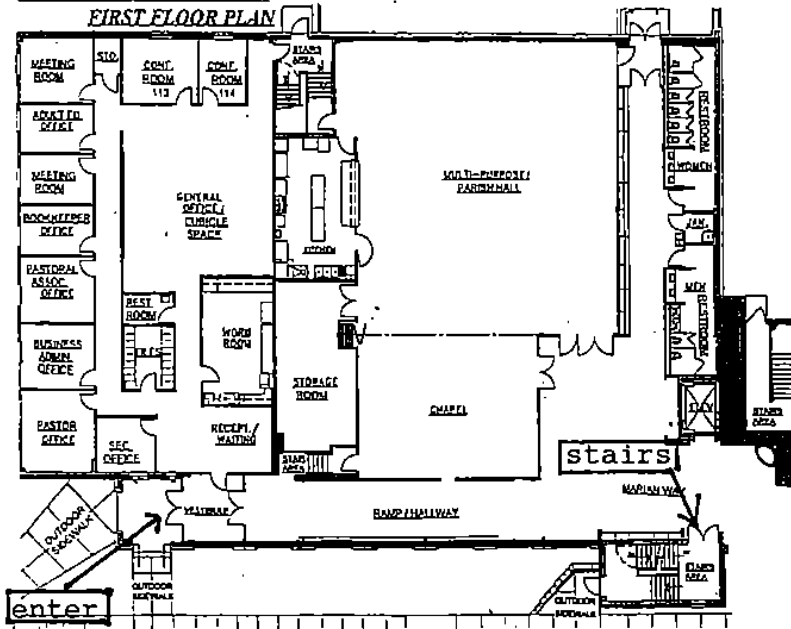 FIRST FLOOR PLAN
MEETING
ROOM
STO.
CONF.
ROOM
113
CONF.
ROOM
114
STAIRS
AREA
ADULT ED
OFFICE
MEETING
ROOM
BOOKKEEPER
OFFICE
PASTORAL
ASSOC.
OFFICE
BUSINESS
ADMIN
OFFICE
PASTOR
OFFICE
SEC.
OFFICE
GENERAL
OFFICE/
CUBICLE
SPACE
REST
ROOM
FILES
WORK
ROOM
RECEPT./
WAITING
KITCHEN
STORAGE
ROOM
STAIRS
AREA
MULTI-PURPOSE/
PARISH HALL
CHAPEL
WOMEN
RESTROOM
JAN.
MEN
RESTROOM
ELEV
STAIRS
AREA
stairs
MARIAN WAY
RAMP/HALLWAY
VESTIBULE
OUTDOOR
SIDEWALK
enter
OUTDOOR
SIDEWALK
OUTDOOR
SIDEWALK
STAIRS
AREA